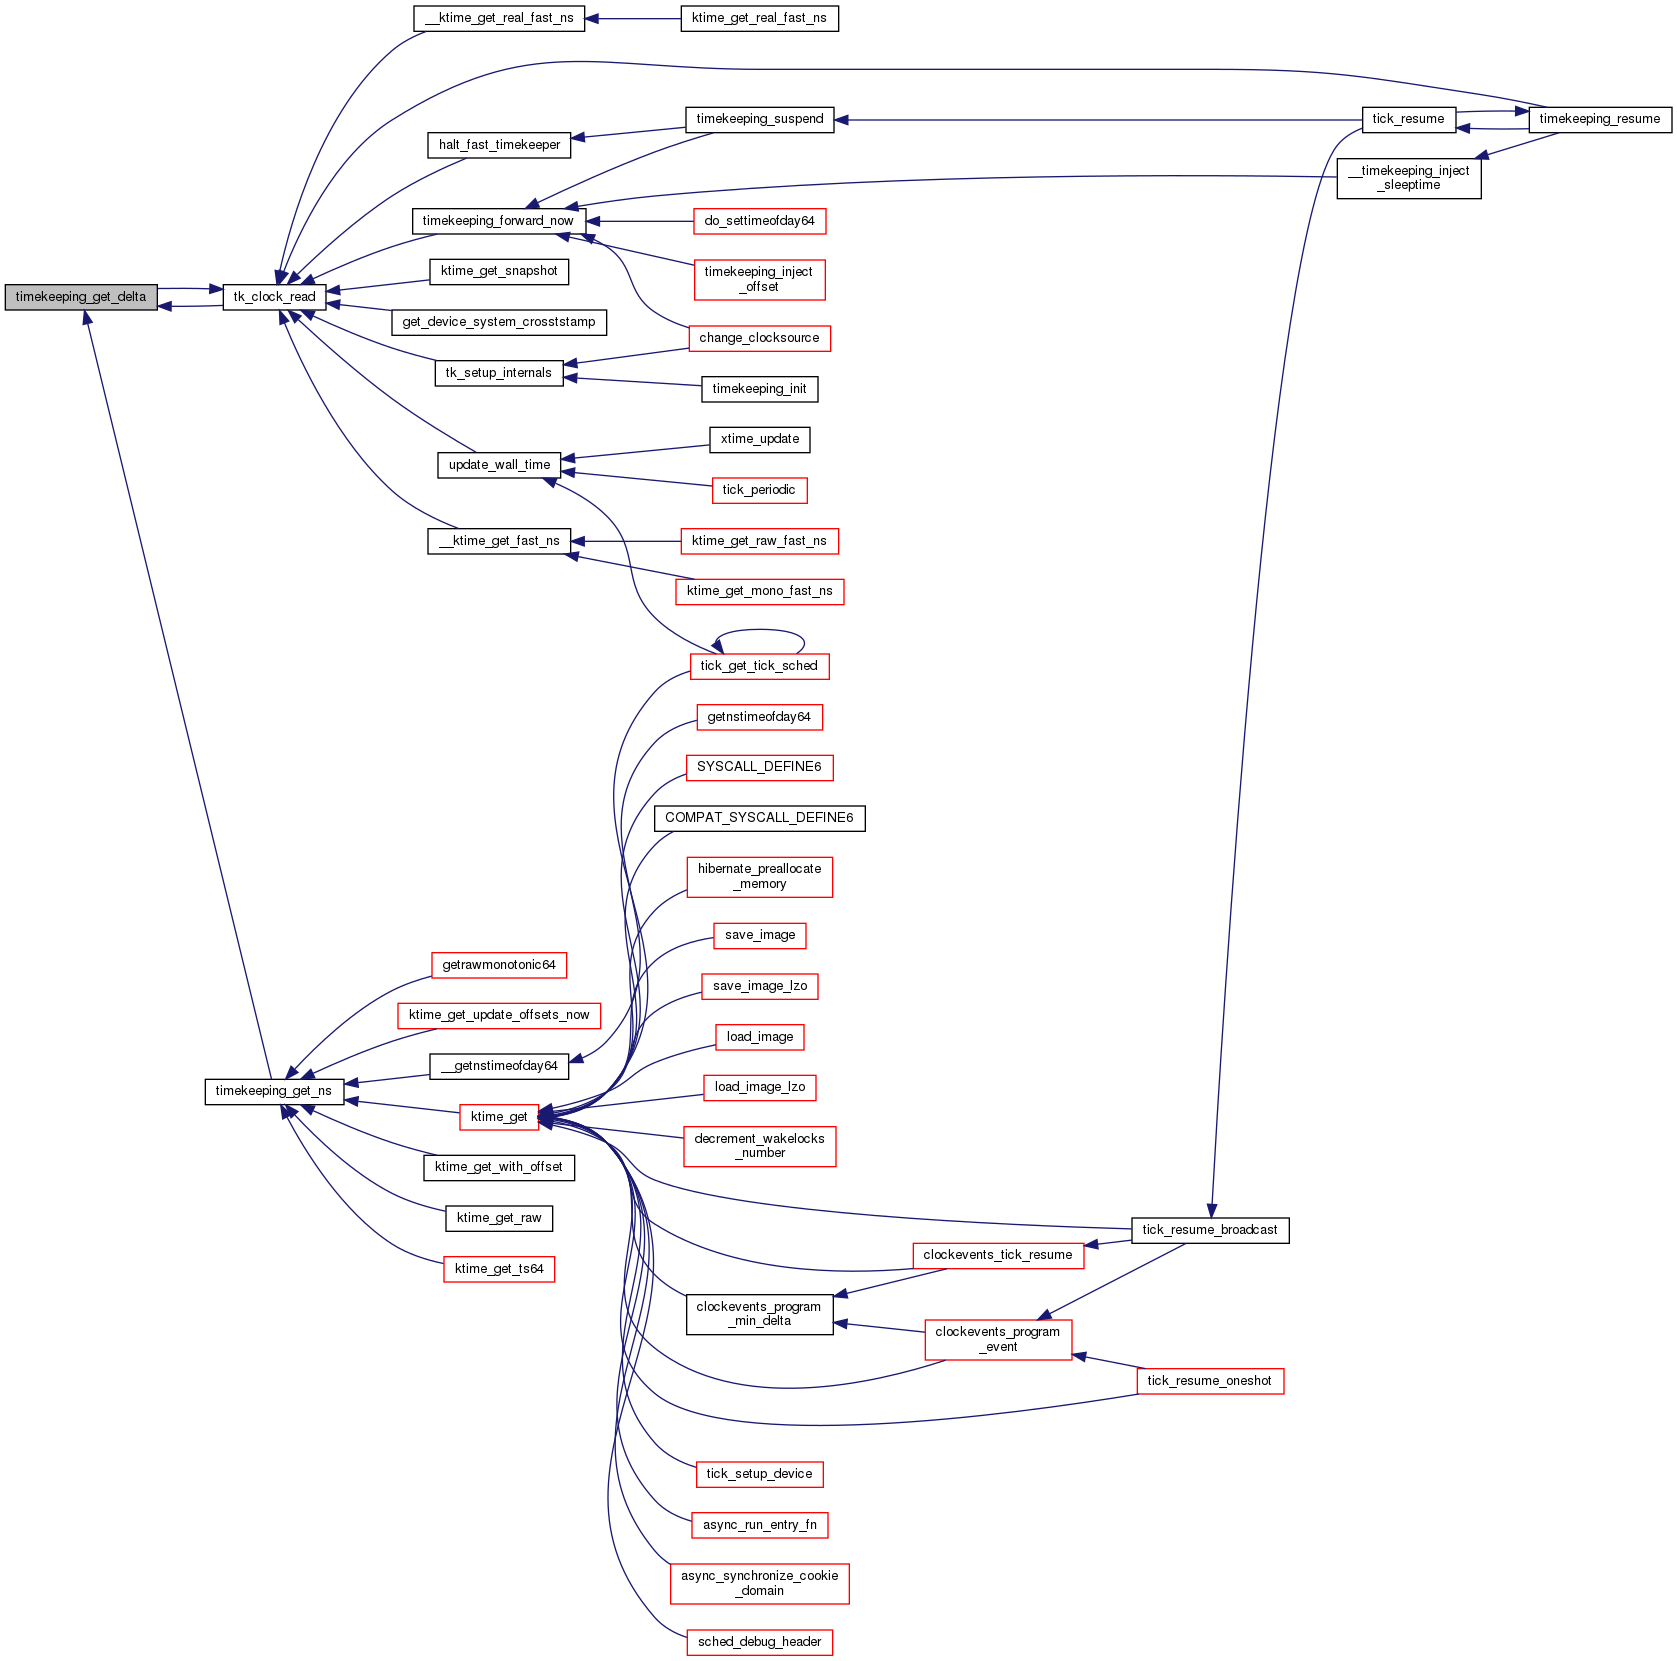 __ktime_get_real_fast_ns
ktime_get_real_fast_ns
timekeeping_suspend
tick_resume
timekeeping_resume
halt_fast_timekeeper
__timekeeping_inject
_sleeptime
timekeeping_forward_now
do_settimeofday64
ktime_get_snapshot
timekeeping_inject
_offset
timekeeping_get_delta
tk_clock_read
get_device_system_crosststamp
change_clocksource
tk_setup_internals
timekeeping_init
xtime_update
update_wall_time
tick_periodic
__ktime_get_fast_ns
ktime_get_raw_fast_ns
ktime_get_mono_fast_ns
tick_get_tick_sched
getnstimeofday64
SYSCALL_DEFINE6
COMPAT_SYSCALL_DEFINE6
hibernate_preallocate
_memory
save_image
getrawmonotonic64
save_image_lzo
ktime_get_update_offsets_now
load_image
__getnstimeofday64
load_image_lzo
timekeeping_get_ns
ktime_get
decrement_wakelocks
_number
ktime_get_with_offset
ktime_get_raw
tick_resume_broadcast
clockevents_tick_resume
ktime_get_ts64
clockevents_program
_min_delta
clockevents_program
_event
tick_resume_oneshot
tick_setup_device
async_run_entry_fn
async_synchronize_cookie
_domain
sched_debug_header